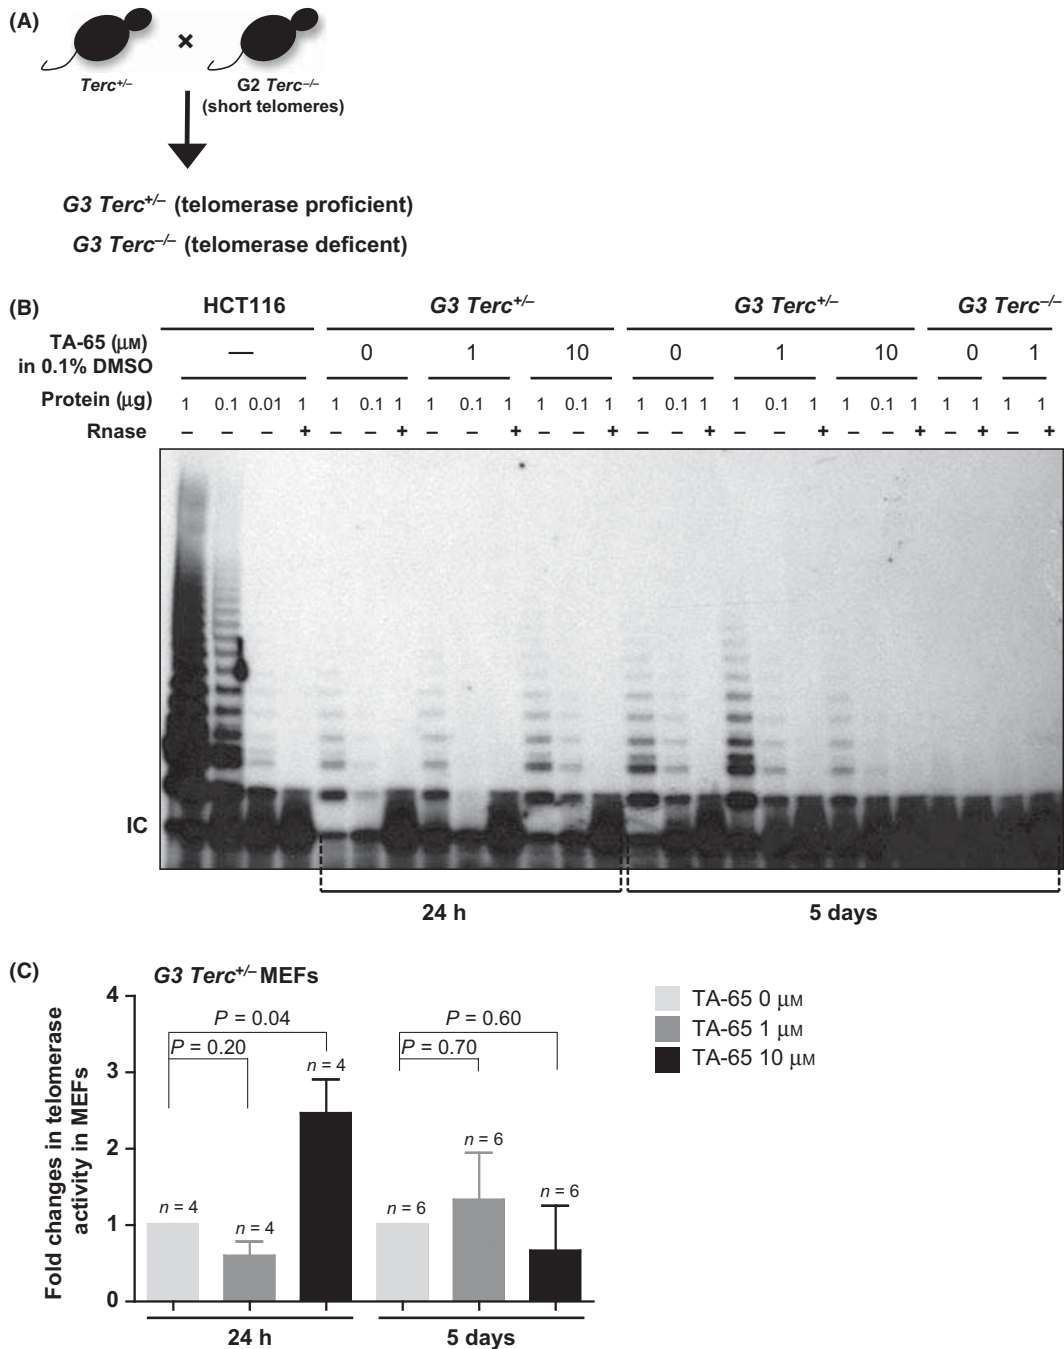 (A)
×
Terc+/–
G2 Terc–/–
(short telomeres)
G3 Terc+/– (telomerase proficient)
G3 Terc–/– (telomerase deficent)
(B)
HCT116 G3 Terc+/– G3 Terc+/– G3 Terc–/–
TA-65 (μM)
in 0.1% DMSO
— 0 1 10 0 1 10 0 1
Protein (μg) 1 0.1 0.01 1 1 0.1 1 1 0.1 1 1 0.1 1 1 0.1 1 1 0.1 1 1 0.1 1 1 1 1 1
Rnase – – – + – – + – – + – – + – – + – – + – – + – + – +
IC
24 h 5 days
(C)
G3 Terc+/– MEFs
Fold changes in telomerase
activity in MEFs
4
3
2
1
0
P = 0.04
P = 0.20
n = 4
n = 4
n = 4
P = 0.60
P = 0.70
n = 6
n = 6
n = 6
24 h 5 days
TA-65 0 μM
TA-65 1 μM
TA-65 10 μM